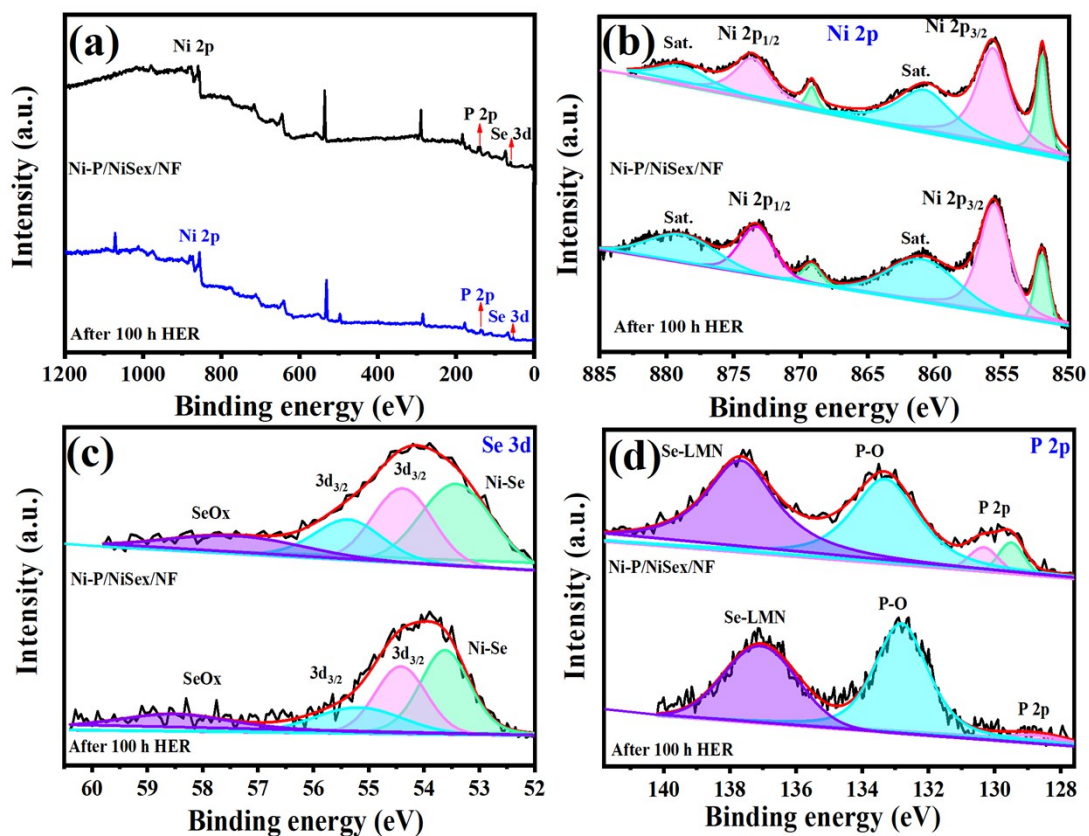 (a)
Ni 2p
P 2p
Se 3d
Ni-P/NiSex/NF
Ni 2p
P 2p
Se 3d
After 100 h HER
Intensity (a.u.)
1200 1000 800 600 400 200 0
Binding energy (eV)
(b)
Ni 2p
Sat.
Ni 2p1/2
Sat.
Ni 2p3/2
Ni-P/NiSex/NF
Sat.
Ni 2p1/2
Sat.
Ni 2p3/2
After 100 h HER
Intensity (a.u.)
885 880 875 870 865 860 855 850
Binding energy (eV)
(c)
Se 3d
SeOx
3d3/2
3d3/2
Ni-Se
Ni-P/NiSex/NF
SeOx
3d3/2
3d3/2
Ni-Se
After 100 h HER
Intensity (a.u.)
60 59 58 57 56 55 54 53 52
Binding energy (eV)
(d)
P 2p
Se-LMN
P-O
P 2p
Ni-P/NiSex/NF
Se-LMN
P-O
P 2p
After 100 h HER
Intensity (a.u.)
140 138 136 134 132 130 128
Binding energy (eV)